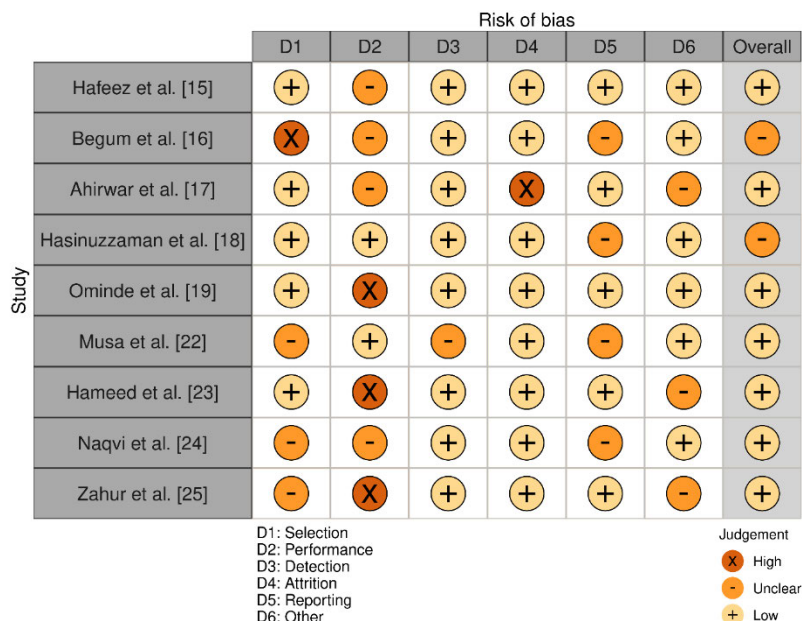 Risk of bias
D1 D2 D3 D4 D5 D6 Overall
Study
Hafeez et al. [15] + - + + + + +
Begum et al. [16] X - + + - + -
Ahirwar et al. [17] + - + X + - +
Hasinuzzaman et al. [18] + + + + - + -
Ominde et al. [19] + X + + + + +
Musa et al. [22] - + - + - + +
Hameed et al. [23] + X + + + - +
Naqvi et al. [24] - - + + - + +
Zahur et al. [25] - X + + + - +
D1: Selection
D2: Performance
D3: Detection
D4: Attrition
D5: Reporting
D6: Other
Judgement
X High
- Unclear
+ Low